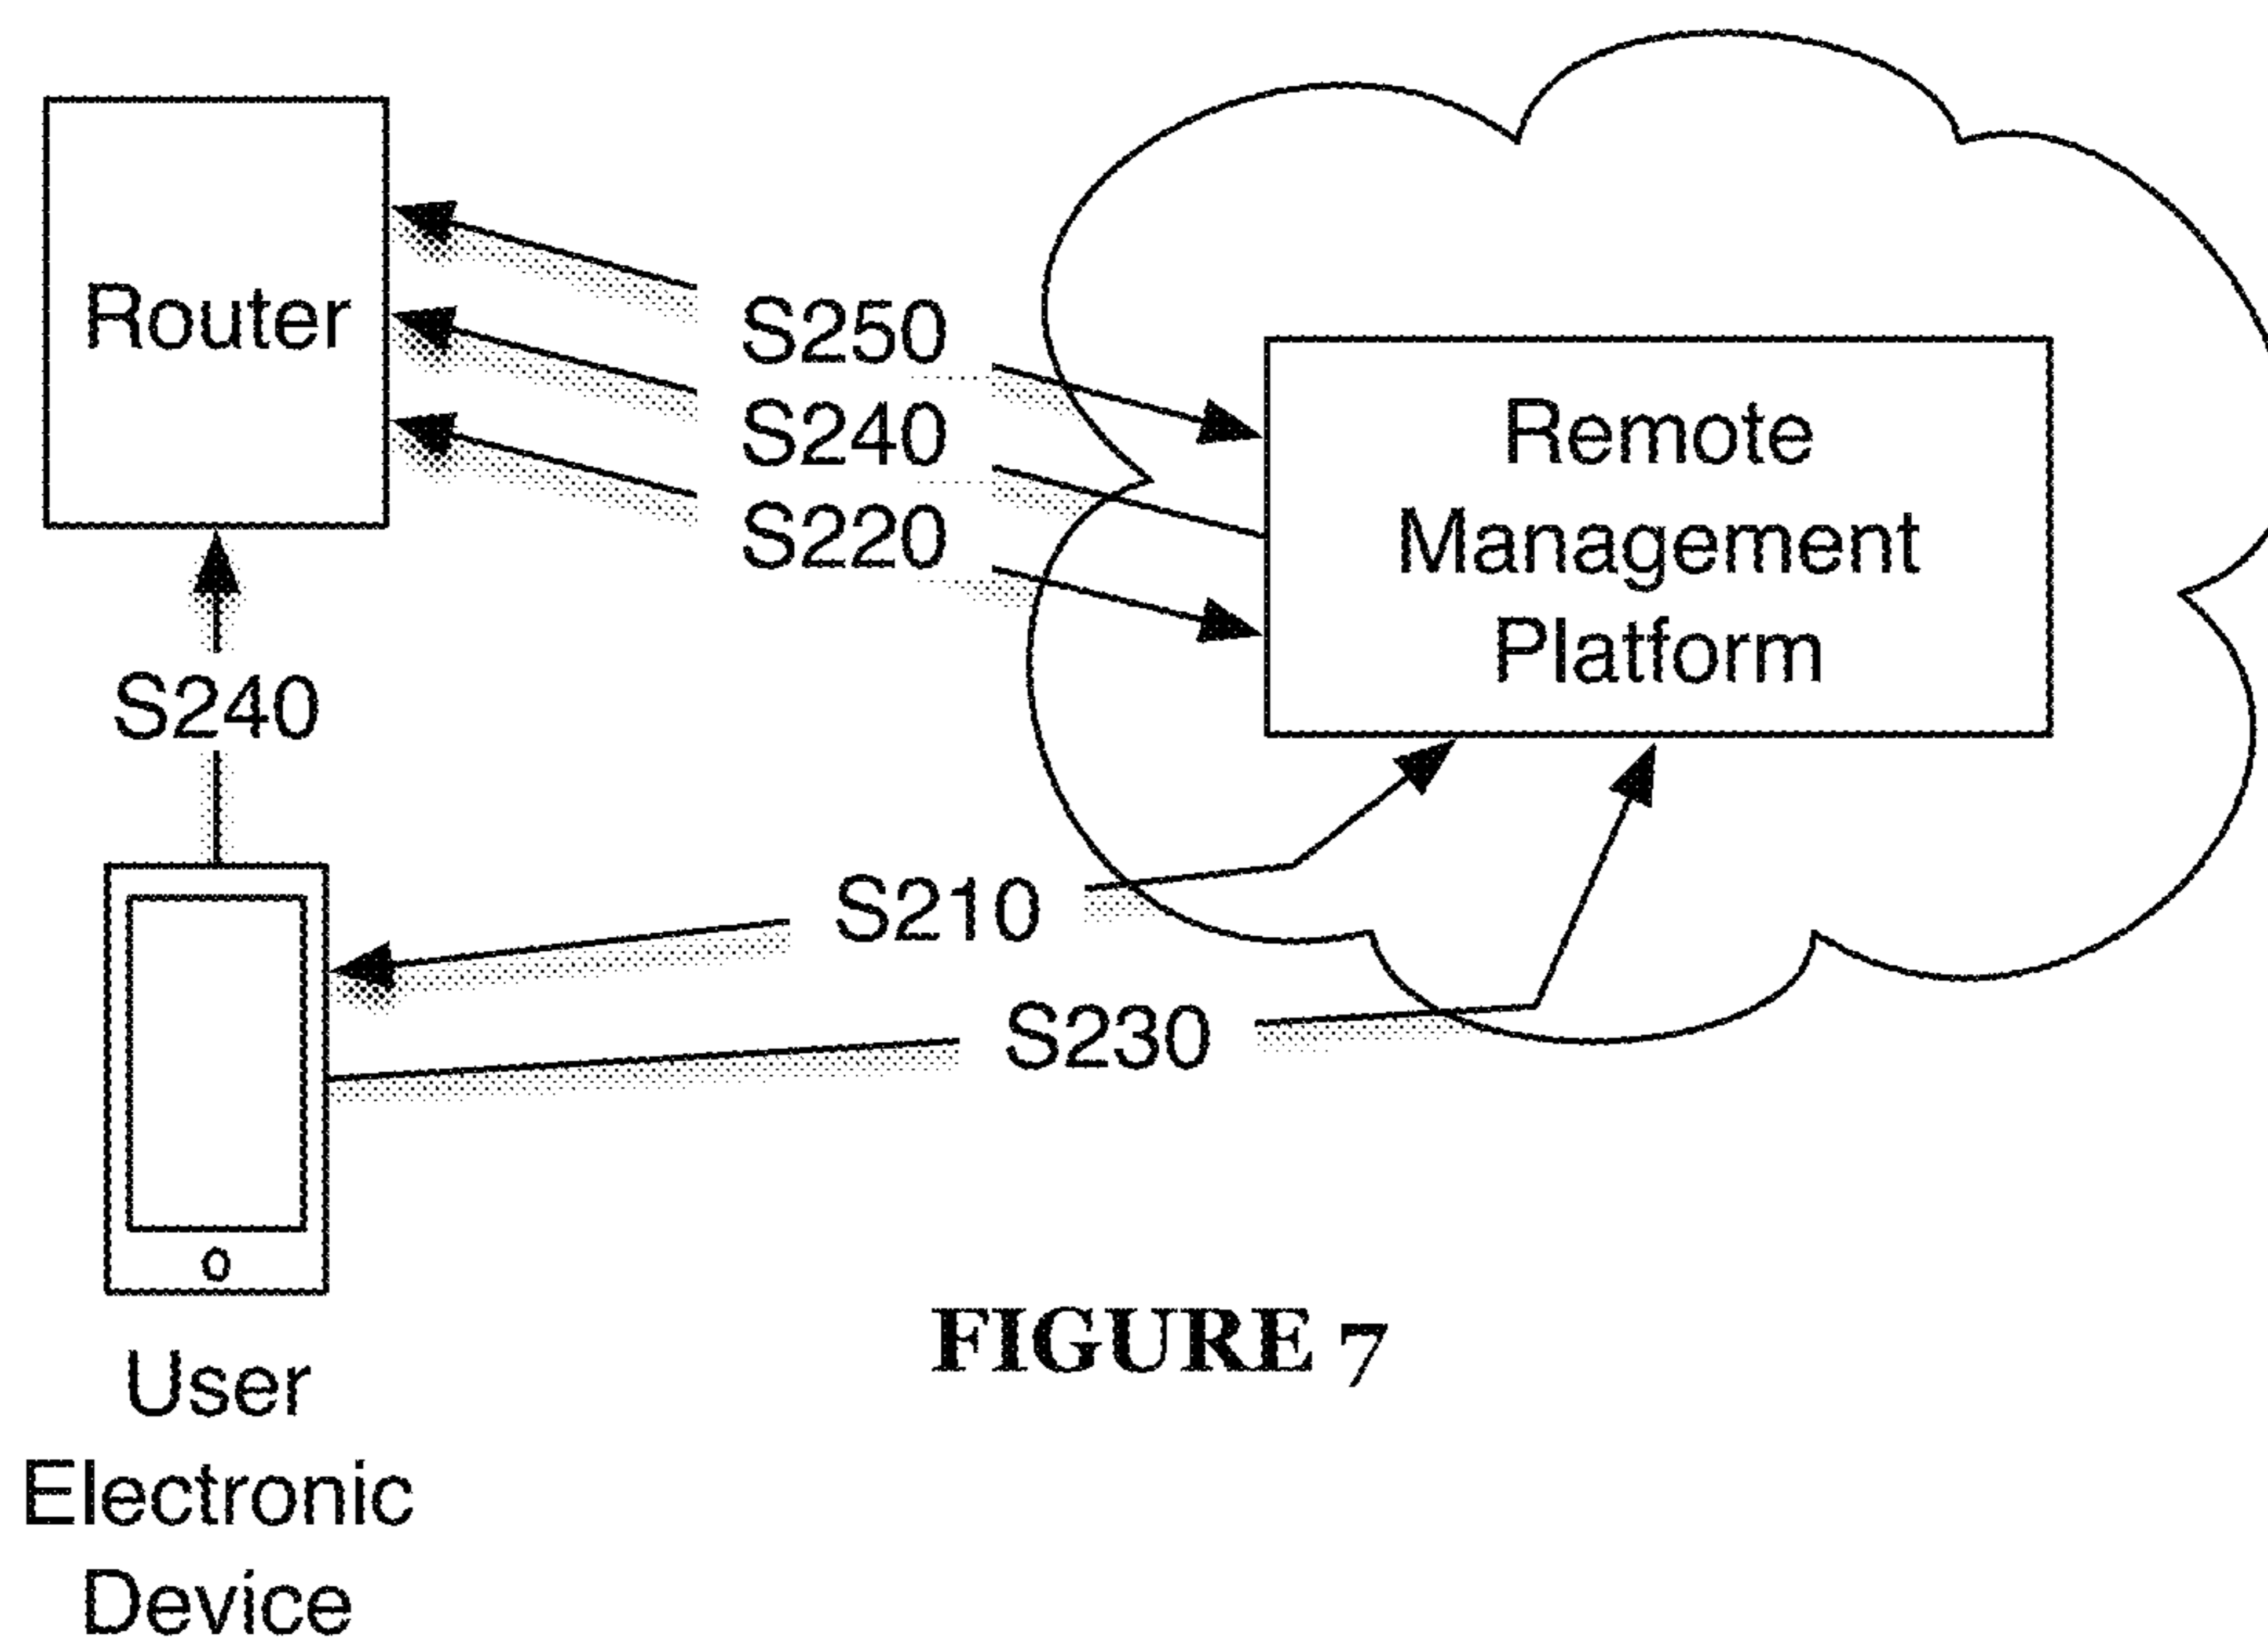 Router
S250
S240
S220
Remote
Management
Platform
S240
S210
S230
User
Electronic
Device
FIGURE 7